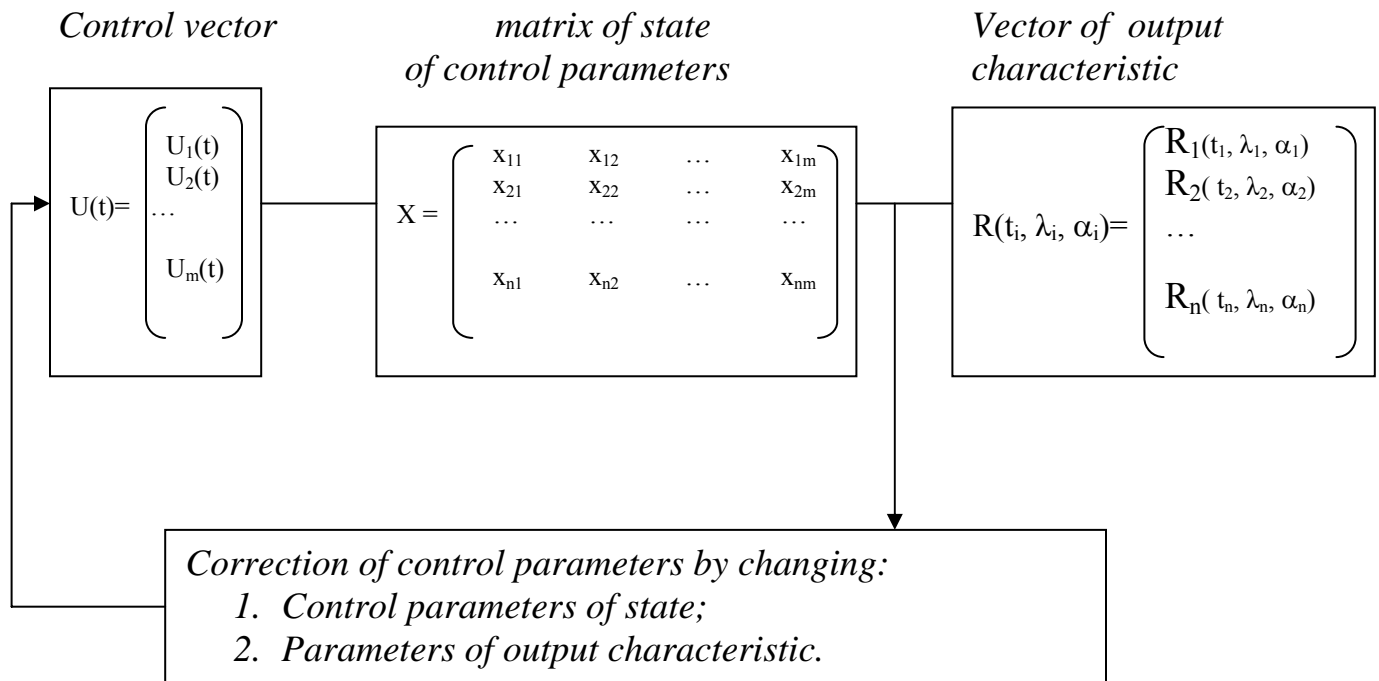 Control vector
matrix of state
of control parameters
Vector of output
characteristic
U(t)=
U₁(t)
U₂(t)
…
Uₘ(t)
X =
x₁₁ x₁₂ … x₁ₘ
x₂₁ x₂₂ … x₂ₘ
… … … …
xₙ₁ xₙ₂ … xₙₘ
R(tᵢ, λᵢ, αᵢ)=
R₁(t₁, λ₁, α₁)
R₂( t₂, λ₂, α₂)
…
Rₙ( tₙ, λₙ, αₙ)
Correction of control parameters by changing:
1. Control parameters of state;
2. Parameters of output characteristic.